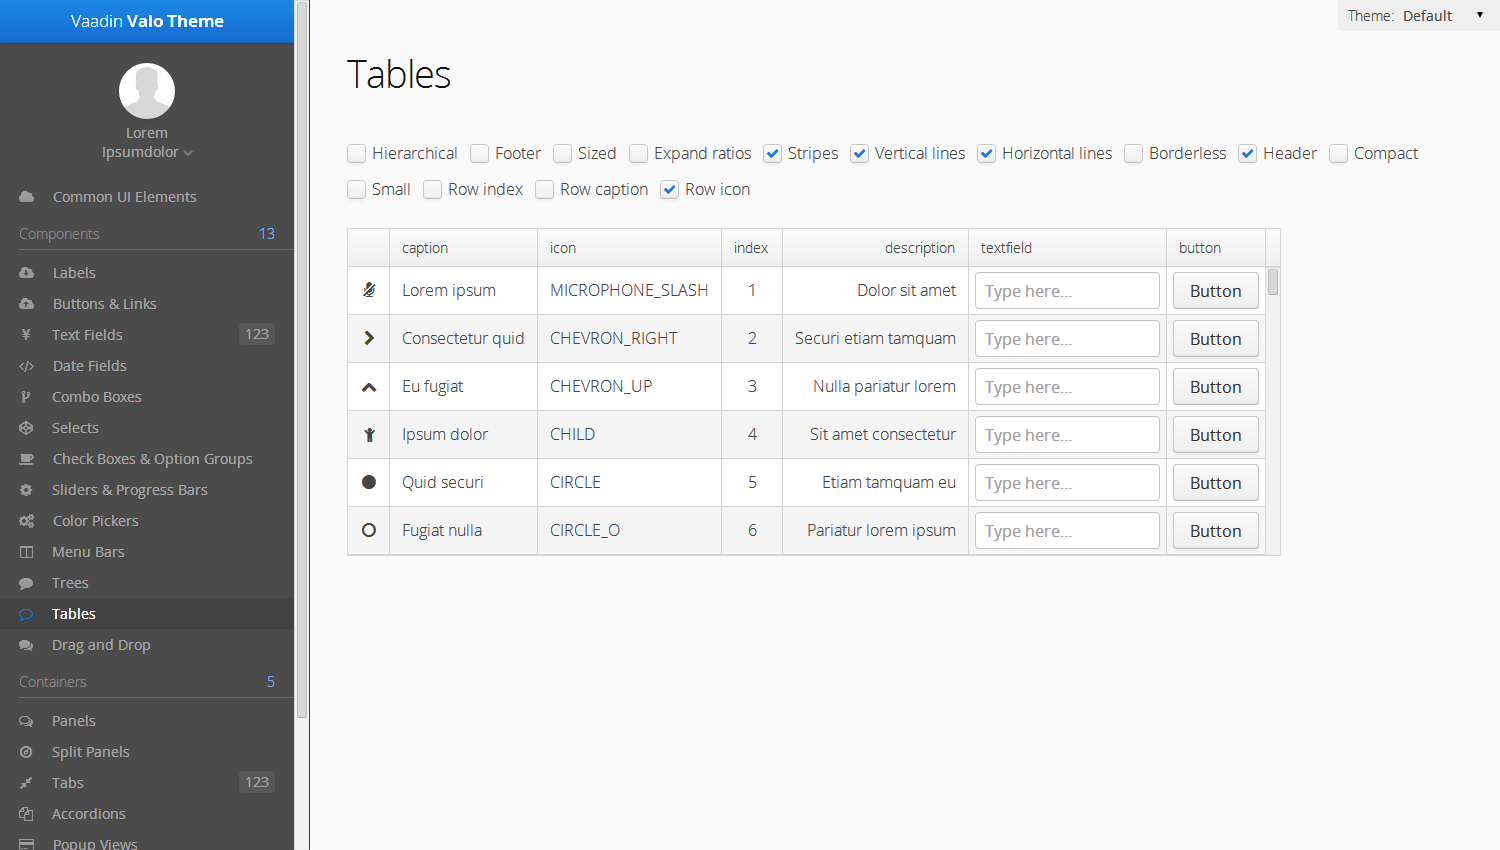 Vaadin Valo Theme
Lorem
Ipsumdolor
Common UI Elements
Components 13
Labels
Buttons & Links
Text Fields 123
Date Fields
Combo Boxes
Selects
Check Boxes & Option Groups
Sliders & Progress Bars
Color Pickers
Menu Bars
Trees
Tables
Drag and Drop
Containers 5
Panels
Split Panels
Tabs 123
Accordions
Popup Views
Theme: Default
Tables
Hierarchical Footer Sized Expand ratios Stripes Vertical lines Horizontal lines Borderless Header Compact
Small Row index Row caption Row icon
caption icon index description textfield button
Lorem ipsum MICROPHONE_SLASH 1 Dolor sit amet Type here... Button
Consectetur quid CHEVRON_RIGHT 2 Securi etiam tamquam Type here... Button
Eu fugiat CHEVRON_UP 3 Nulla pariatur lorem Type here... Button
Ipsum dolor CHILD 4 Sit amet consectetur Type here... Button
Quid securi CIRCLE 5 Etiam tamquam eu Type here... Button
Fugiat nulla CIRCLE_O 6 Pariatur lorem ipsum Type here... Button